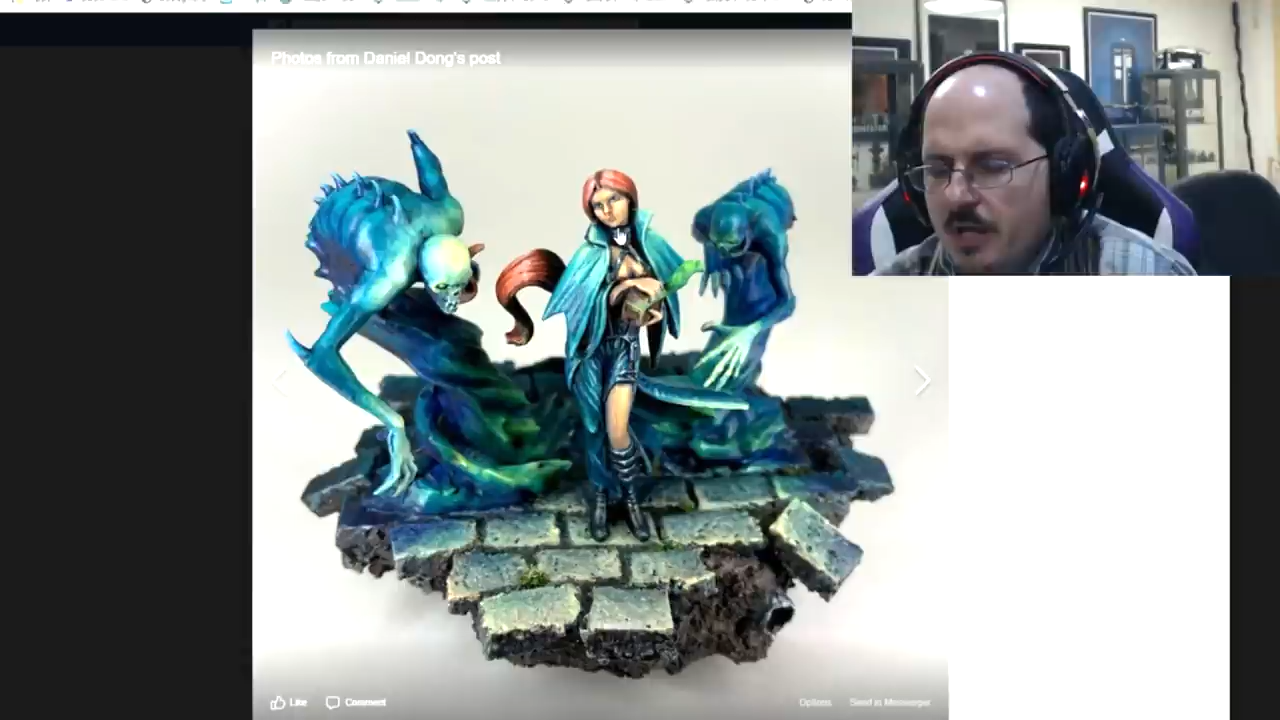 Photos from Daniel Dong's post
Like
Comment
Options
Send in Messenger